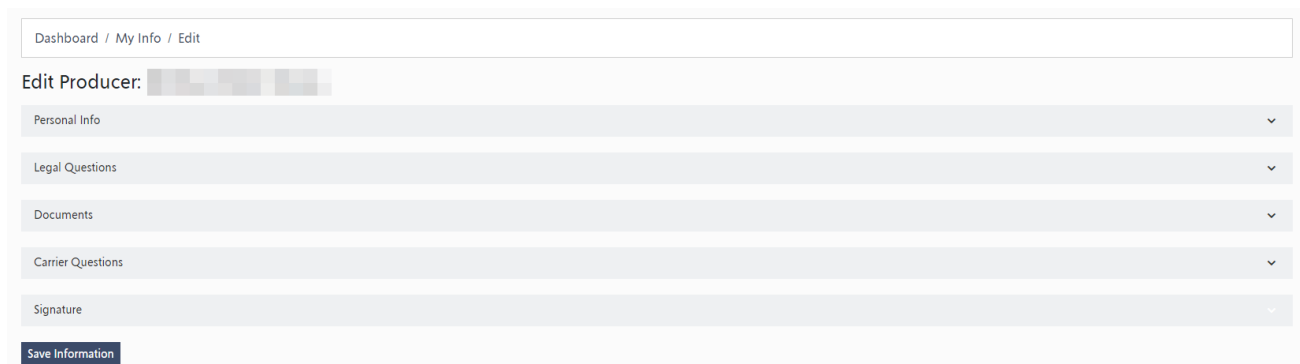 Dashboard / My Info / Edit
Edit Producer:
Personal Info
Legal Questions
Documents
Carrier Questions
Signature
Save Information